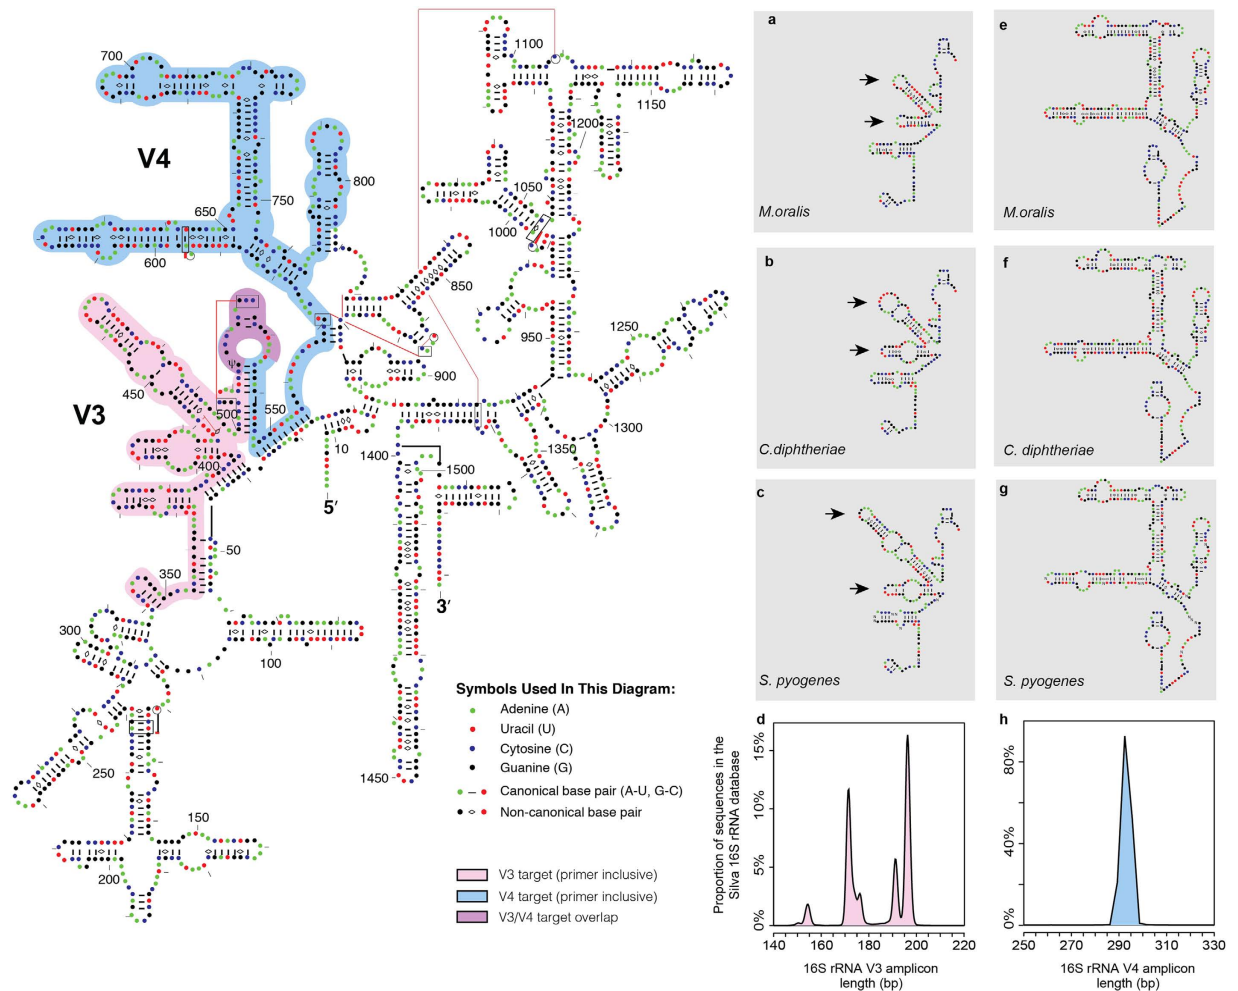 700
V4
650
600
750
800
V3
450
500
550
400
350
50
300
100
250
150
200
10
5′
3′
850
900
950
1000
1050
1100
1150
1200
1250
1300
1350
1400
1500
1450
Symbols Used In This Diagram:
Adenine (A)
Uracil (U)
Cytosine (C)
Guanine (G)
Canonical base pair (A-U, G-C)
Non-canonical base pair
V3 target (primer inclusive)
V4 target (primer inclusive)
V3/V4 target overlap
a
M.oralis
e
M.oralis
b
C.diphtheriae
f
C. diphtheriae
c
S. pyogenes
g
S. pyogenes
d
Proportion of sequences in the
Silva 16S rRNA database
15%
10%
5%
0%
140 160 180 200 220
16S rRNA V3 amplicon
length (bp)
h
80%
40%
0%
250 270 290 310 330
16S rRNA V4 amplicon
length (bp)